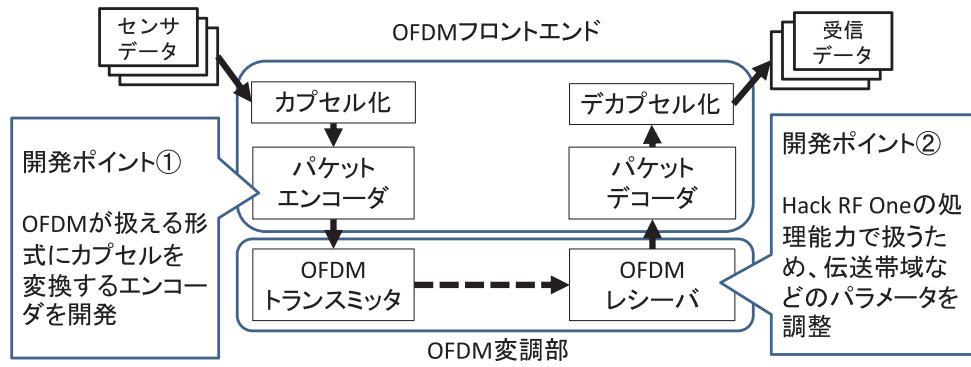 センサ
データ
OFDMフロントエンド
受信
データ
カプセル化
デカプセル化
開発ポイント①
OFDMが扱える形
式にカプセルを
変換するエンコー
ダを開発
パケット
エンコーダ
パケット
デコーダ
開発ポイント②
Hack RF Oneの処
理能力で扱うた
め、伝送帯域な
どのパラメータを
調整
OFDM
トランスミッタ
OFDM
レシーバ
OFDM変調部